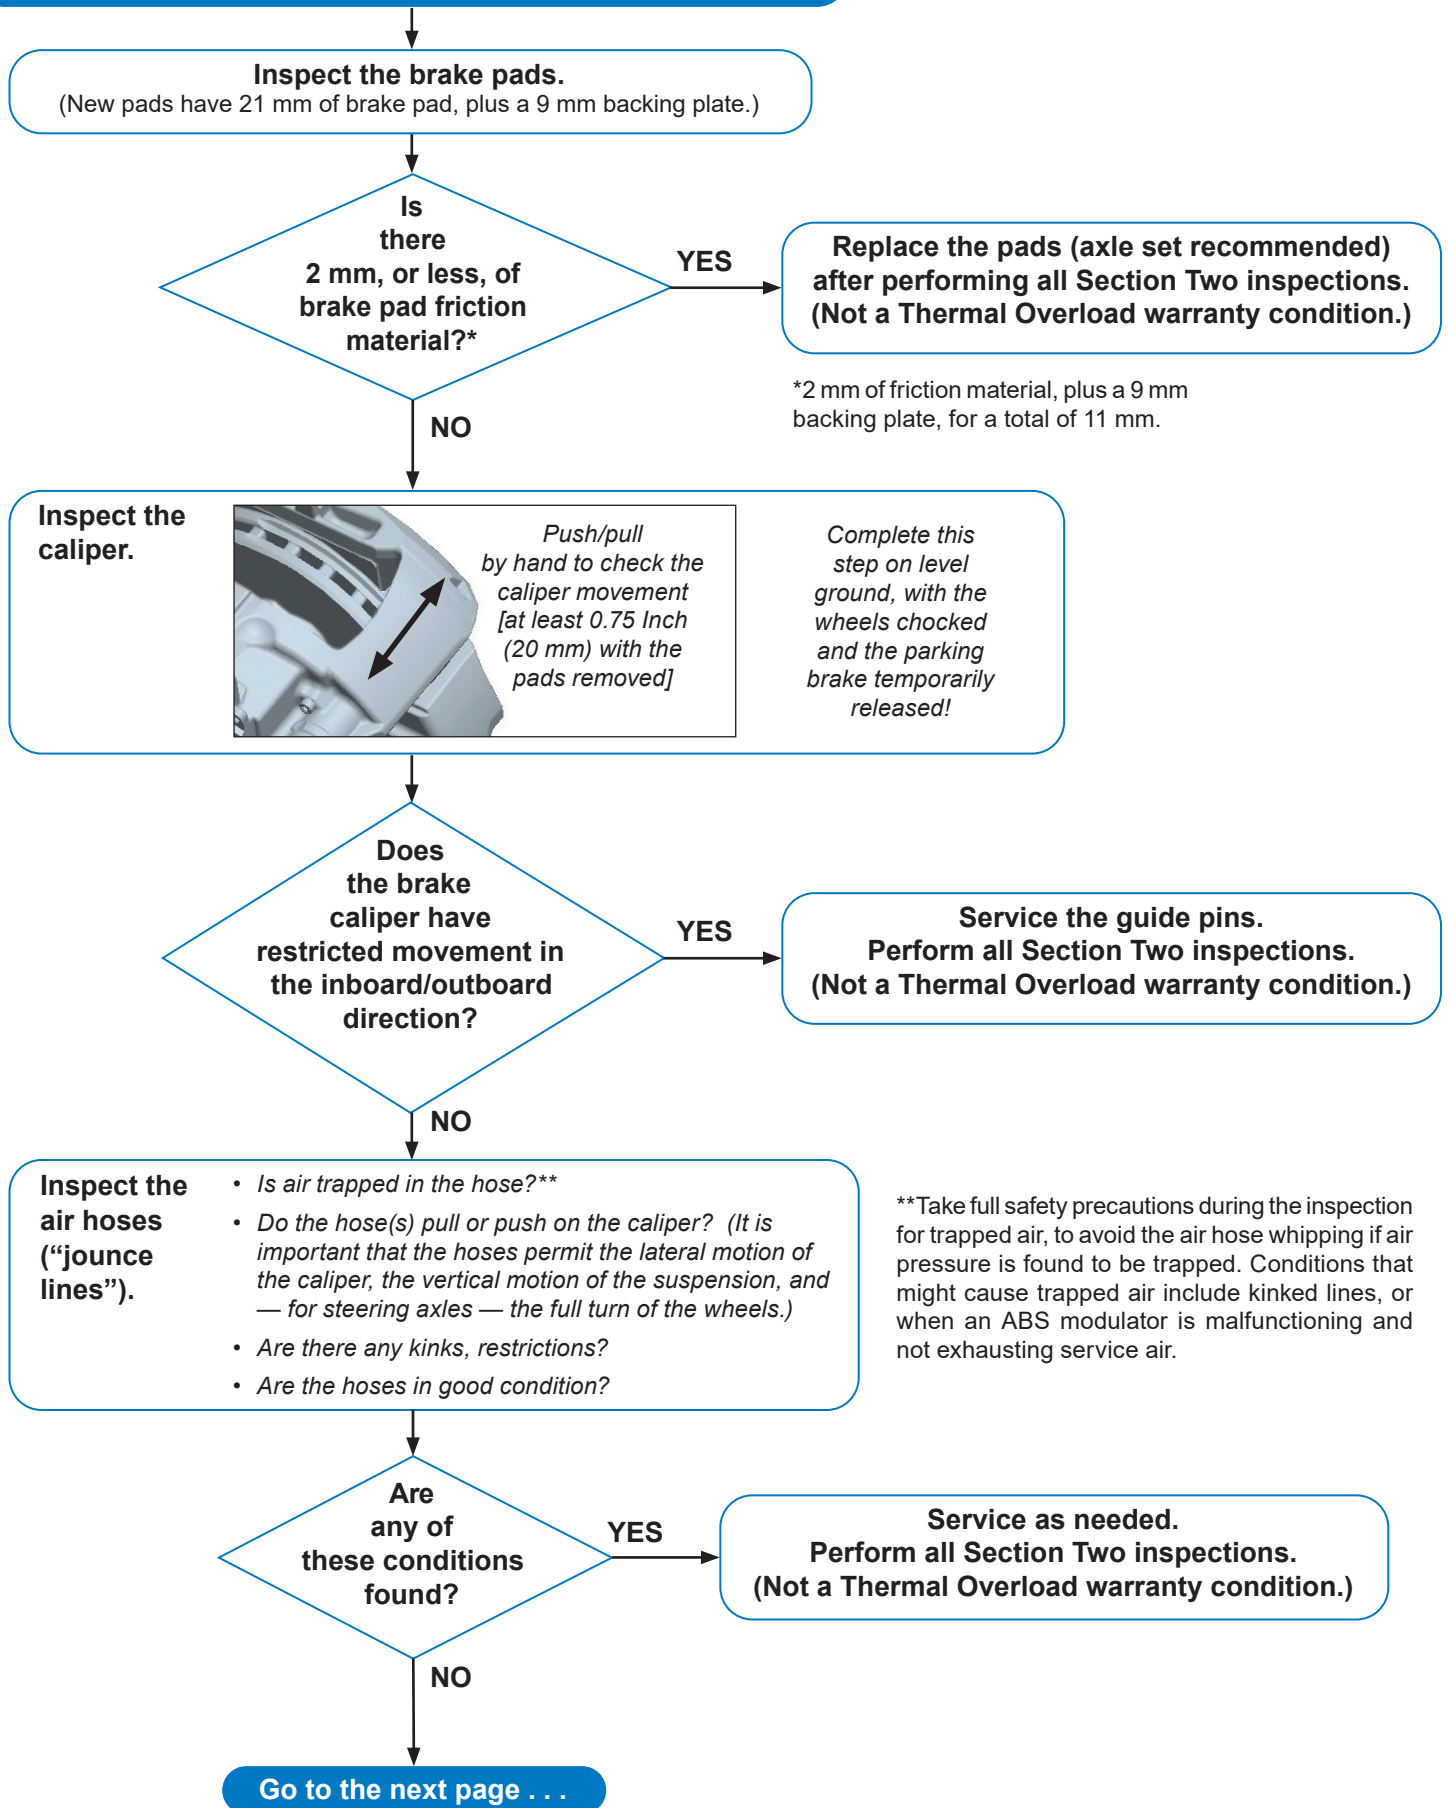 Inspect the brake pads.
(New pads have 21 mm of brake pad, plus a 9 mm backing plate.)
Is
there
2 mm, or less, of
brake pad friction
material?*
YES
Replace the pads (axle set recommended)
after performing all Section Two inspections.
(Not a Thermal Overload warranty condition.)
*2 mm of friction material, plus a 9 mm
backing plate, for a total of 11 mm.
NO
Inspect the
caliper.
Push/pull
by hand to check the
caliper movement
[at least 0.75 Inch
(20 mm) with the
pads removed]
Complete this
step on level
ground, with the
wheels chocked
and the parking
brake temporarily
released!
Does
the brake
caliper have
restricted movement in
the inboard/outboard
direction?
YES
Service the guide pins.
Perform all Section Two inspections.
(Not a Thermal Overload warranty condition.)
NO
Inspect the
air hoses
(“jounce
lines”).
• Is air trapped in the hose?**
• Do the hose(s) pull or push on the caliper? (It is
important that the hoses permit the lateral motion of
the caliper, the vertical motion of the suspension, and
— for steering axles — the full turn of the wheels.)
• Are there any kinks, restrictions?
• Are the hoses in good condition?
**Take full safety precautions during the inspection
for trapped air, to avoid the air hose whipping if air
pressure is found to be trapped. Conditions that
might cause trapped air include kinked lines, or
when an ABS modulator is malfunctioning and
not exhausting service air.
Are
any of
these conditions
found?
YES
Service as needed.
Perform all Section Two inspections.
(Not a Thermal Overload warranty condition.)
NO
Go to the next page . . .